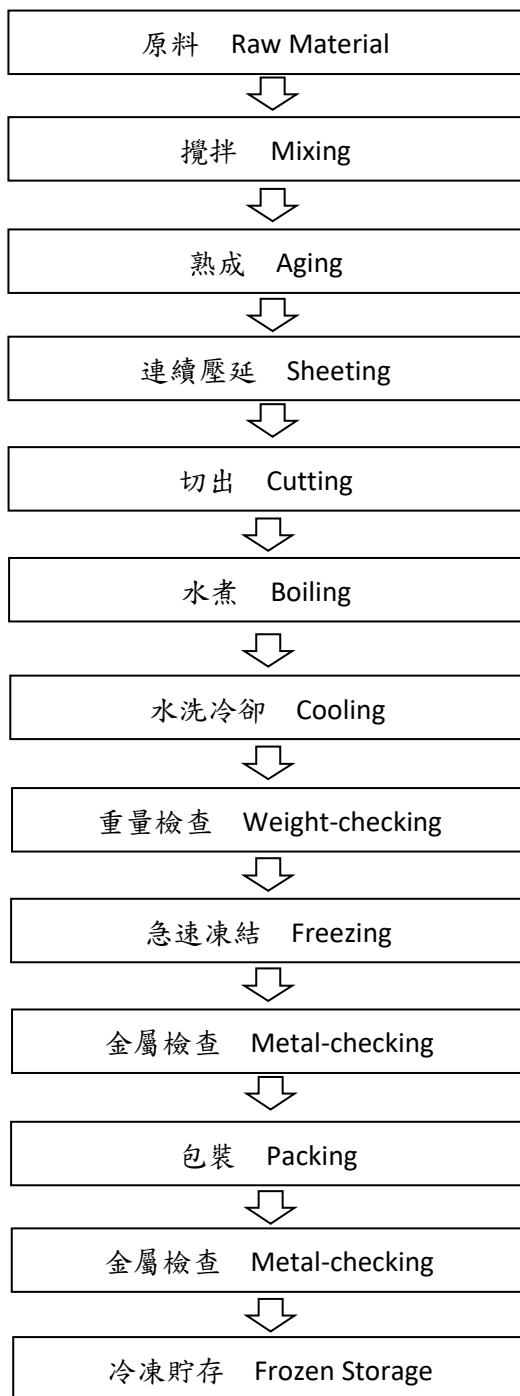 原料 Raw Material
攪拌 Mixing
熟成 Aging
連續壓延 Sheeting
切出 Cutting
水煮 Boiling
水洗冷卻 Cooling
重量檢查 Weight-checking
急速凍結 Freezing
金屬檢查 Metal-checking
包裝 Packing
金屬檢查 Metal-checking
冷凍貯存 Frozen Storage